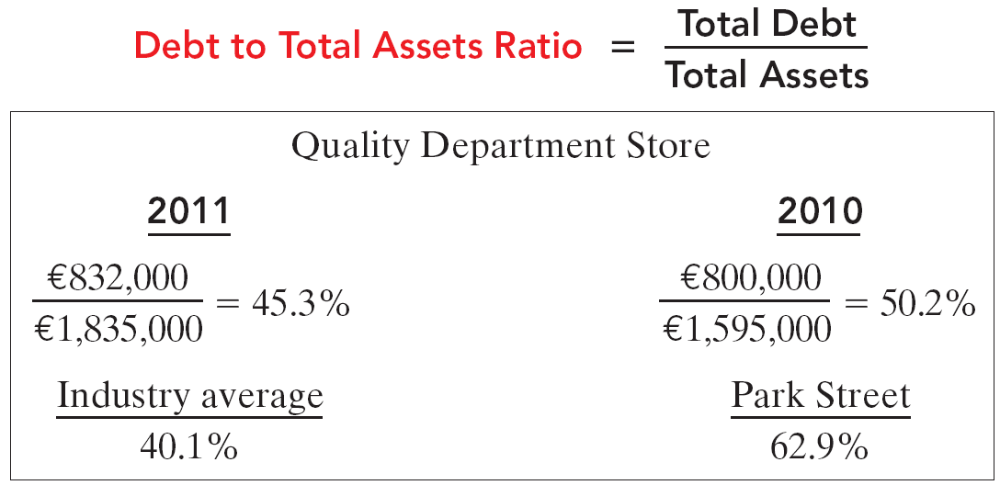 Debt to Total Assets Ratio = Total Debt
Total Assets
Quality Department Store
2011
€832,000
€1,835,000
= 45.3%
Industry average
40.1%
2010
€800,000
€1,595,000
= 50.2%
Park Street
62.9%